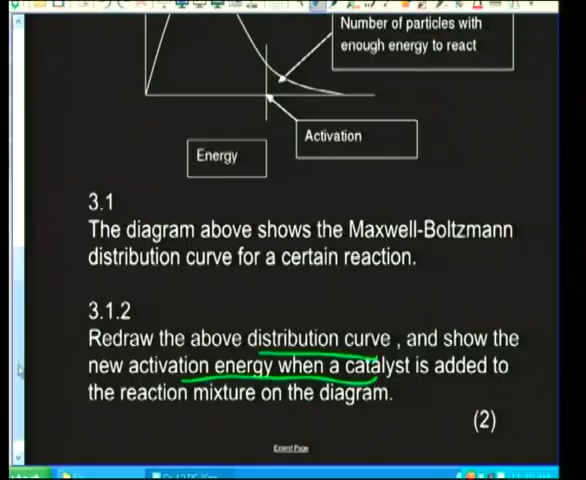 Number of particles with
enough energy to react
Activation
Energy
3.1
The diagram above shows the Maxwell-Boltzmann
distribution curve for a certain reaction.
3.1.2
Redraw the above distribution curve , and show the
new activation energy when a catalyst is added to
the reaction mixture on the diagram.
(2)
Extend Page